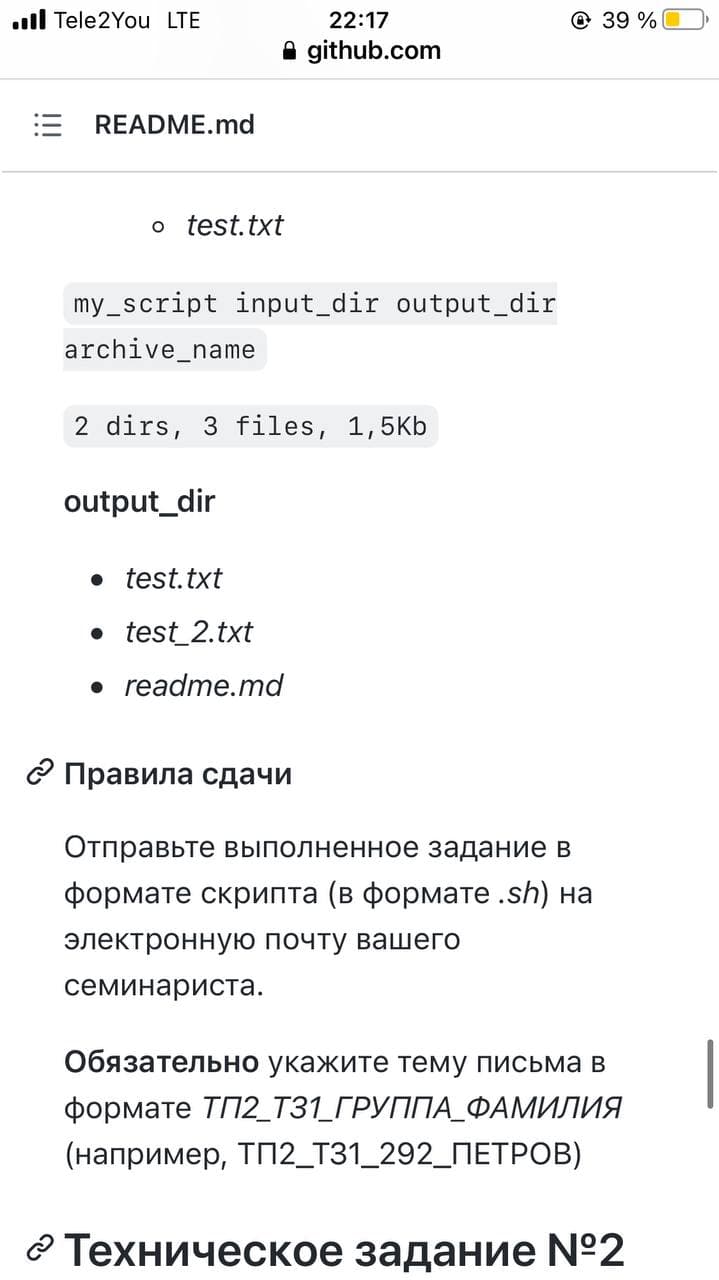 Tele2You LTE 22:17 39 %
github.com
README.md
test.txt
my_script input_dir output_dir
archive_name
2 dirs, 3 files, 1,5Kb
output_dir
test.txt
test_2.txt
readme.md
Правила сдачи
Отправьте выполненное задание в
формате скрипта (в формате .sh) на
электронную почту вашего
семинариста.
Обязательно укажите тему письма в
формате ТП2_ТЗ1_ГРУППА_ФАМИЛИЯ
(например, ТП2_ТЗ1_292_ПЕТРОВ)
Техническое задание №2